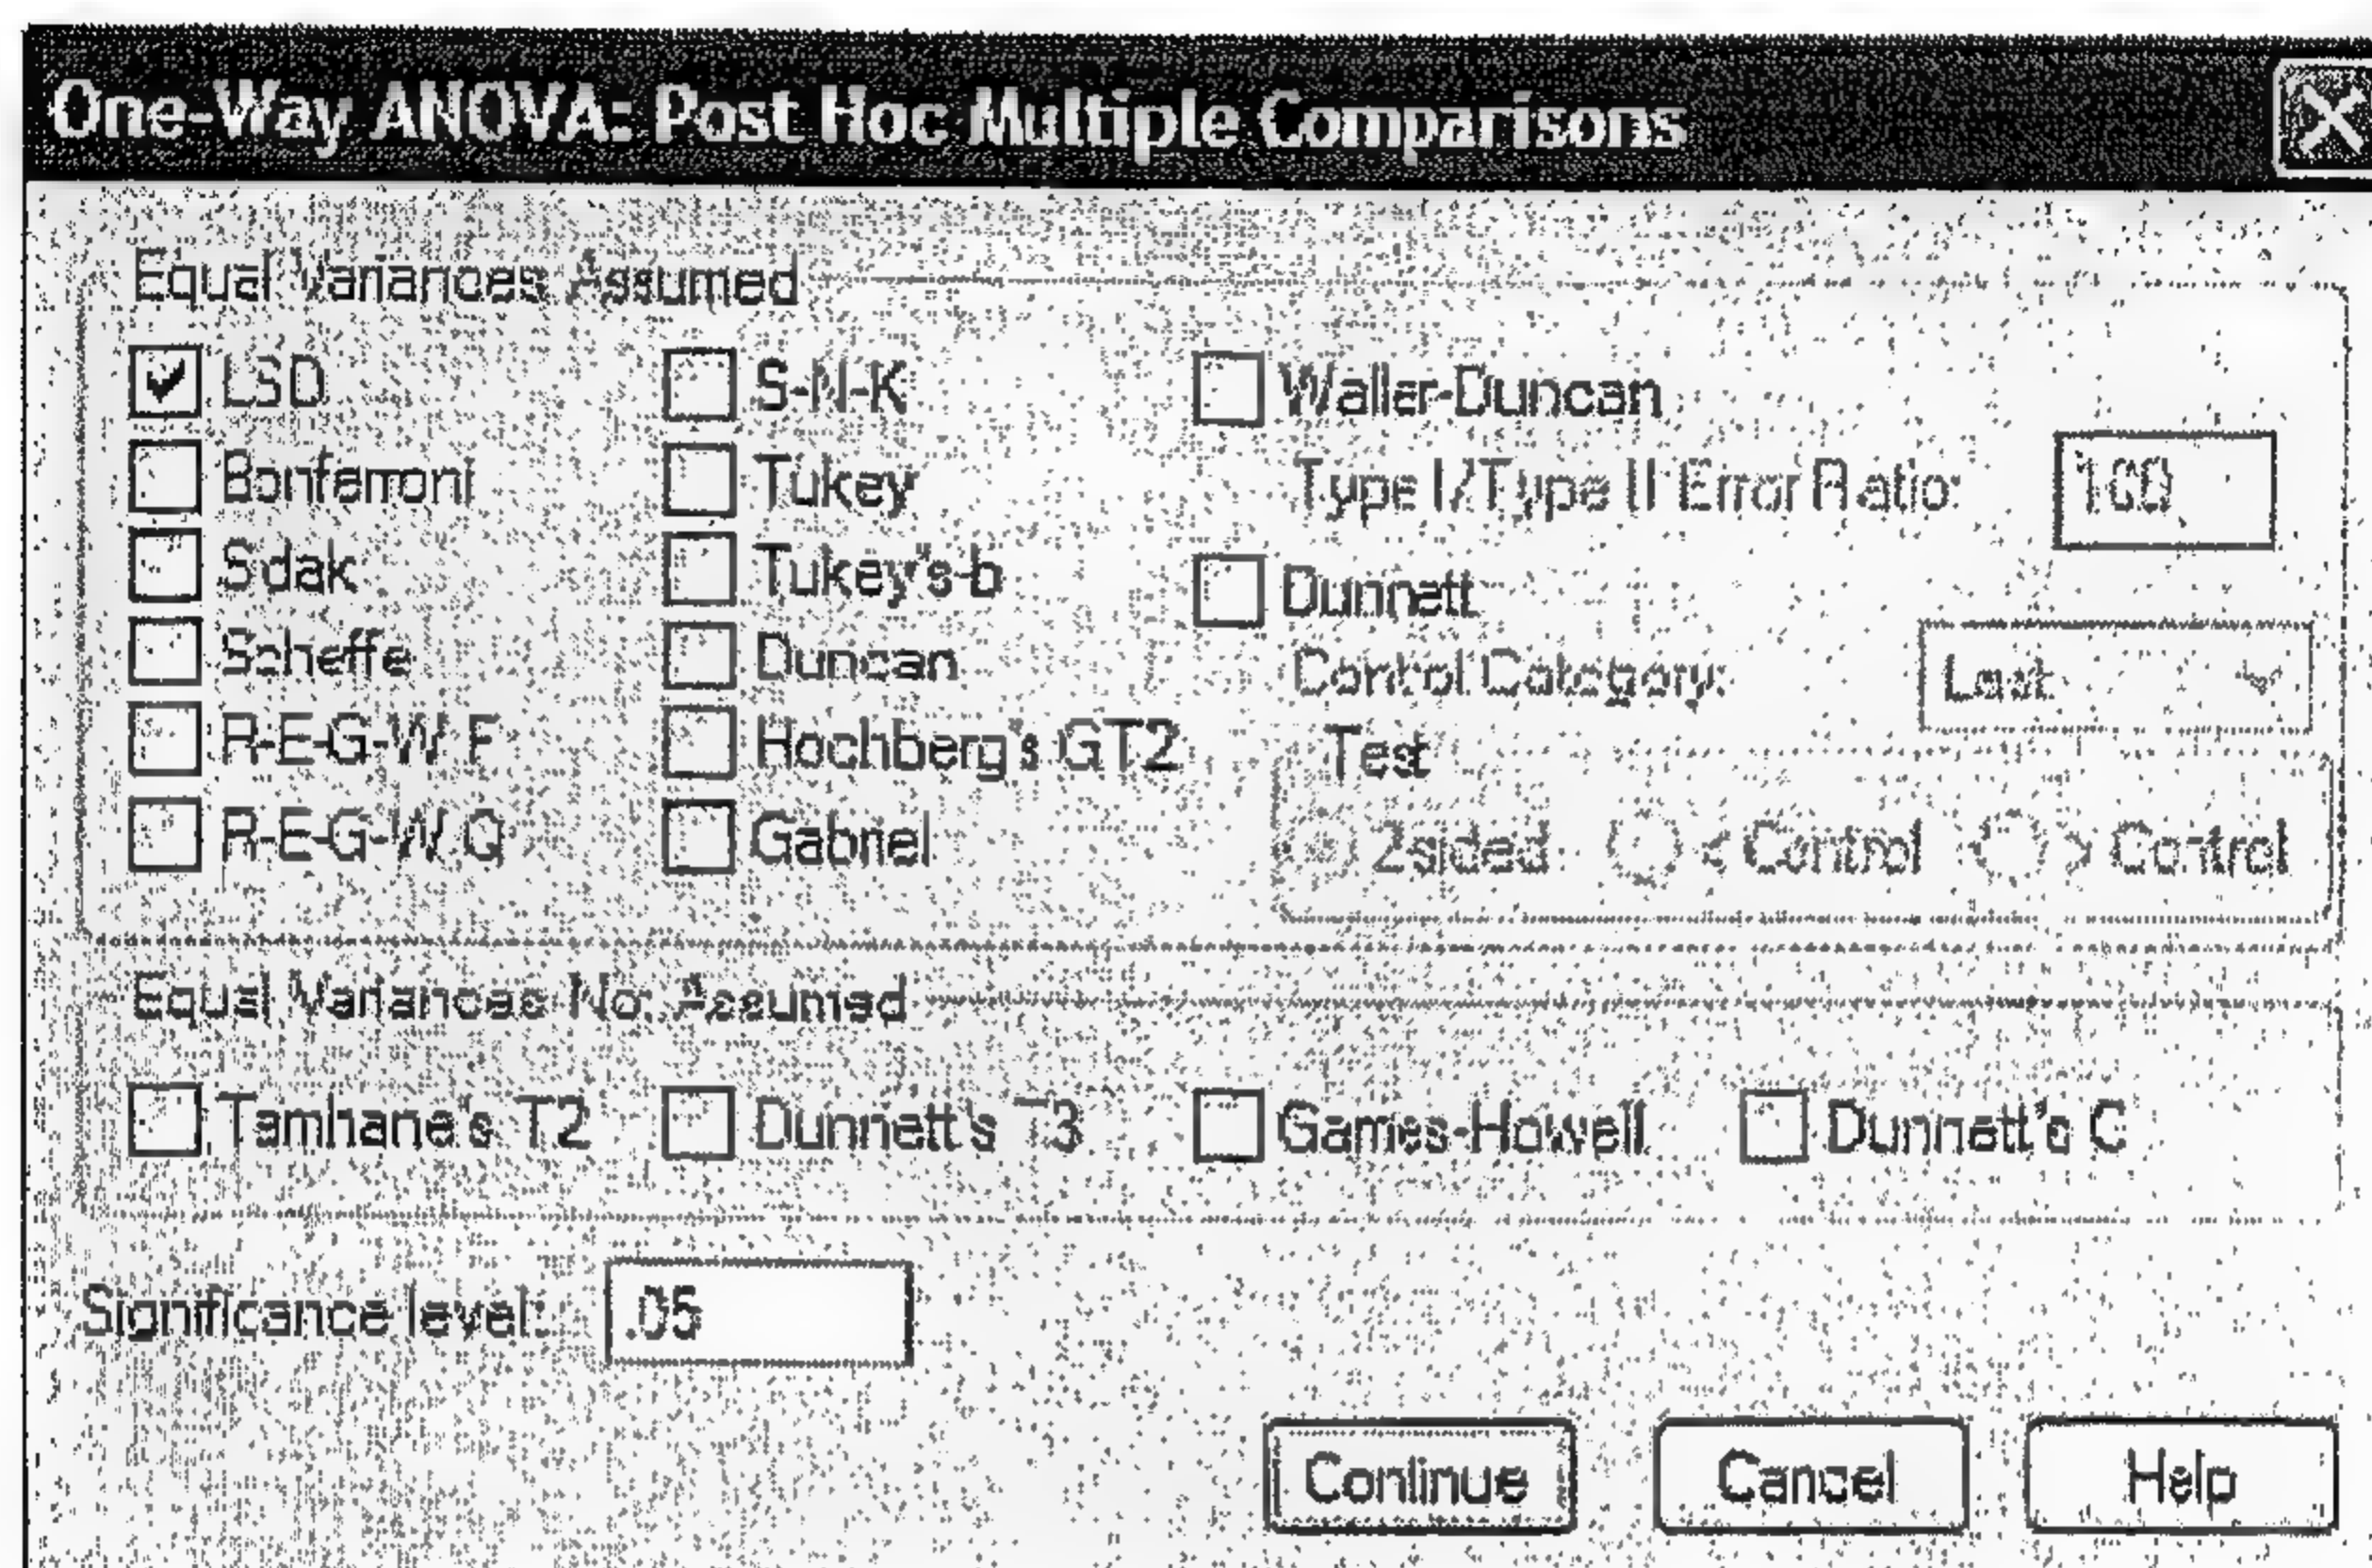 One-Way ANOVA: Post Hoc Multiple Comparisons
Equal Variances Assumed
LSD S-N-K Waller-Duncan
Bonferroni Tukey Type I/Type II Error Ratio: 100
Sidak Tukey's-b Dunnett
Scheffe Duncan Control Category: Last
R-E-G-W F Hochberg's GT2 Test
R-E-G-W Q Gabriel 2sided < Control > Control
Equal Variances Not Assumed
Tamhane's T2 Dunnett's T3 Games-Howell Dunnett's C
Significance level: .05
Continue Cancel Help